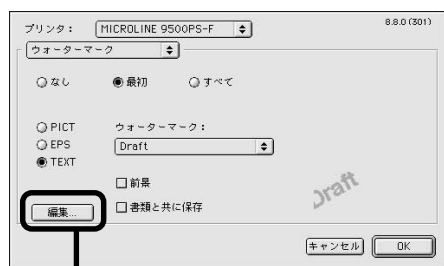 プリンタ： MICROLINE 9500PS-F 8.8.0 (301)
ウォーターマーク
なし 最初 すべて
PICT ウォーターマーク：
EPS Draft
TEXT
前景
Draft
編集... 書類と共に保存
キャンセル OK